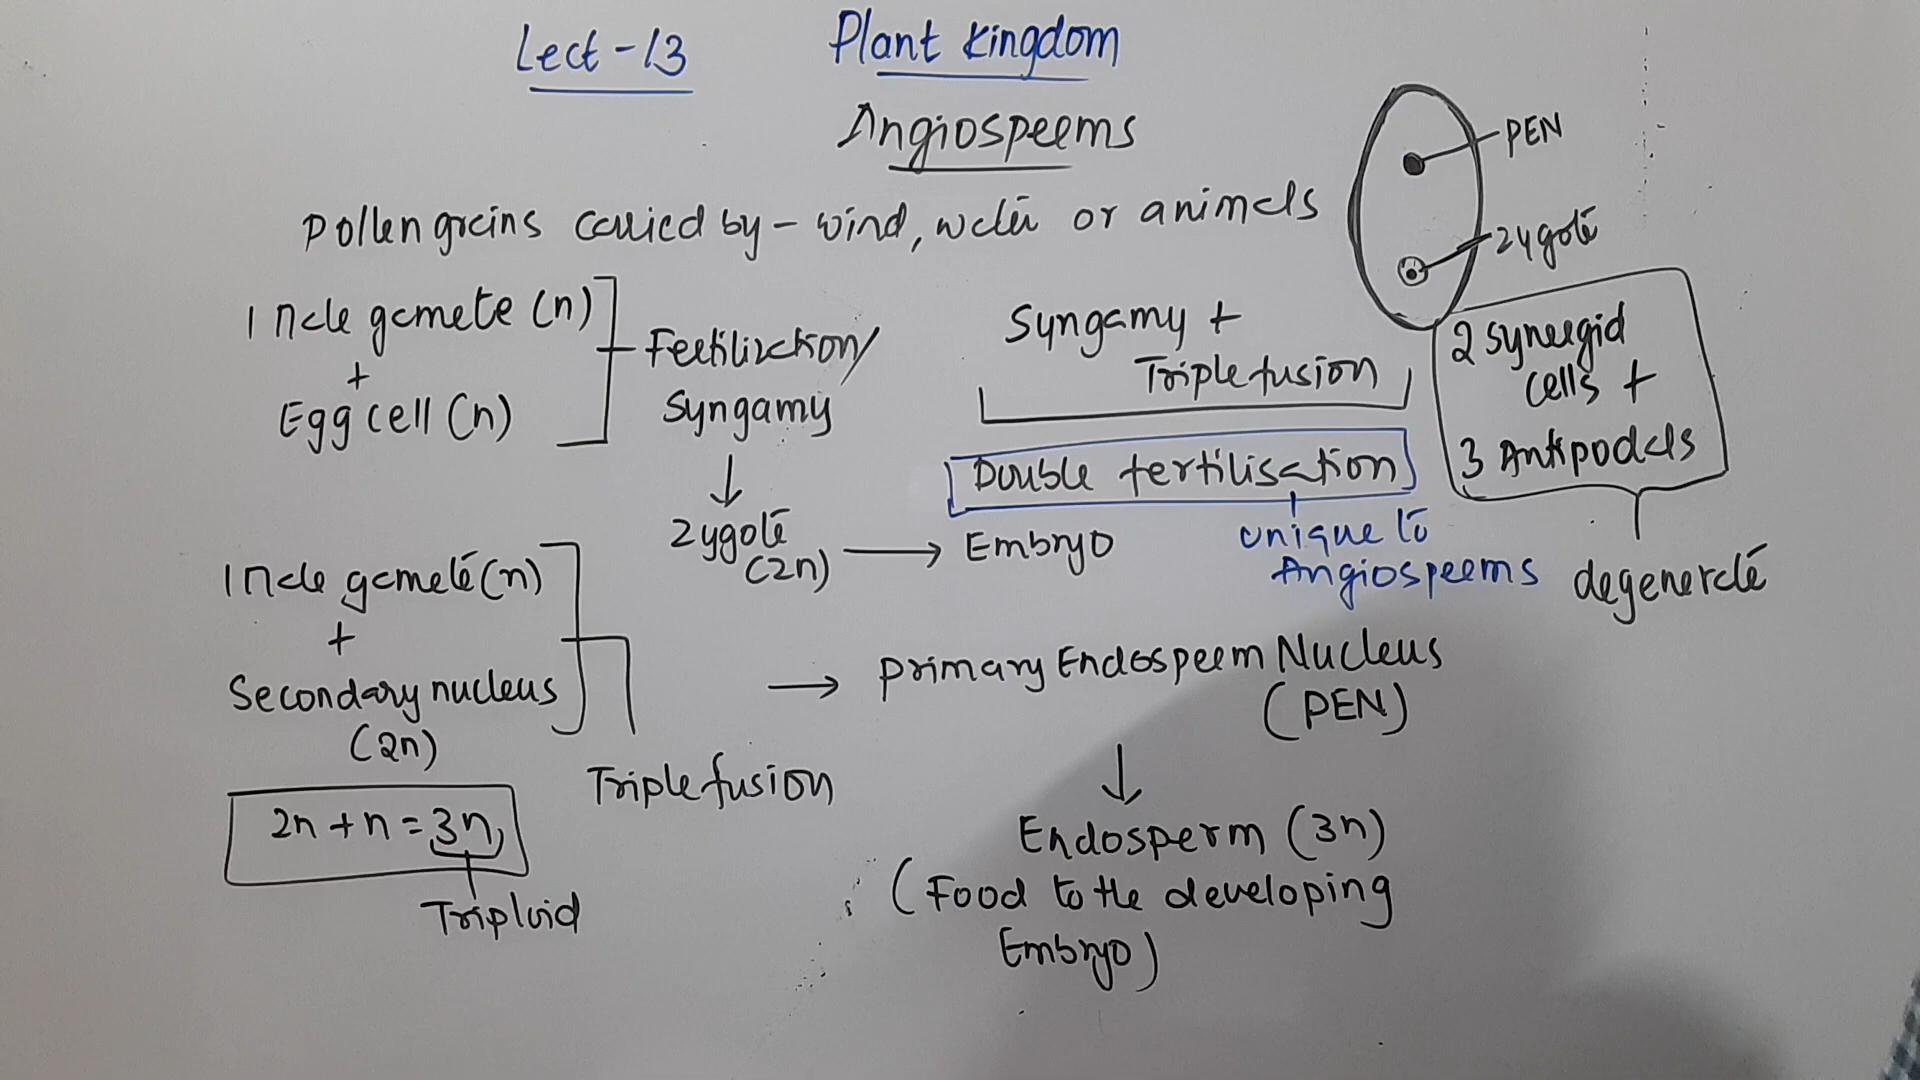 Lect-13 Plant Kingdom
Angiosperms
Pollen grains carried by - wind, water or animals
PEN
zygote
1 male gamete (n)
+
Egg cell (n)
Fertilization/
Syngamy
Zygote
(2n)
Embryo
Syngamy +
Triple fusion
Double fertilisation
unique to
Angiosperms
2 synergid
cells +
3 Antipodals
degenerate
1 male gamete (n)
+
Secondary nucleus
(2n)
Triple fusion
2n + n = 3n
Triploid
Primary Endosperm Nucleus
(PEN)
Endosperm (3n)
(Food to the developing
Embryo)